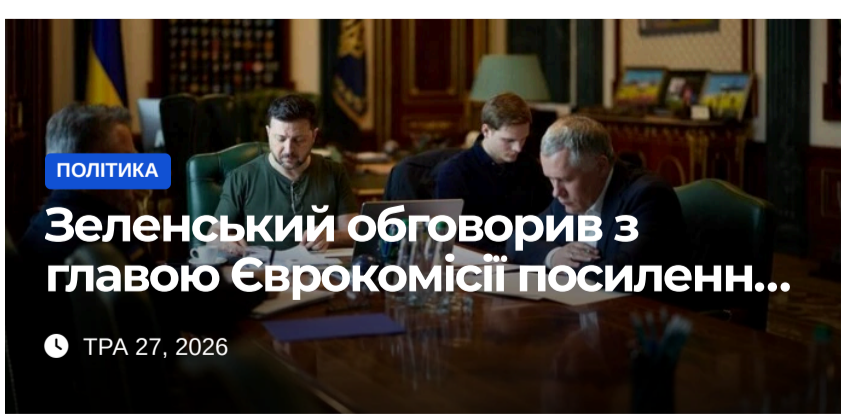 ПОЛІТИКА
Зеленський обговорив з
главою Єврокомісії посиленн...
ТРА 27, 2026